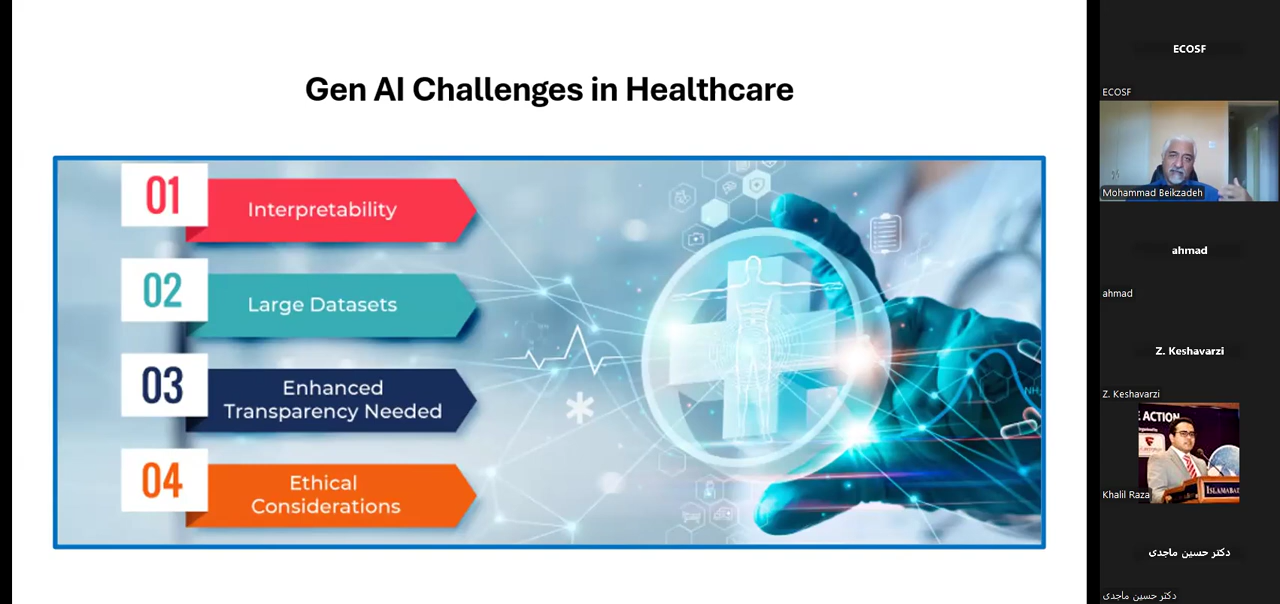 Gen AI Challenges in Healthcare
01
Interpretability
02
Large Datasets
03
Enhanced
Transparency Needed
04
Ethical
Considerations
ECOSF
ECOSF
Mohammad Beikzadeh
ahmad
ahmad
Z. Keshavarzi
Z. Keshavarzi
E ACTION
Khalil Raza
ISLAMABAD
دکتر حسین ماجدی
دکتر حسین ماجدی